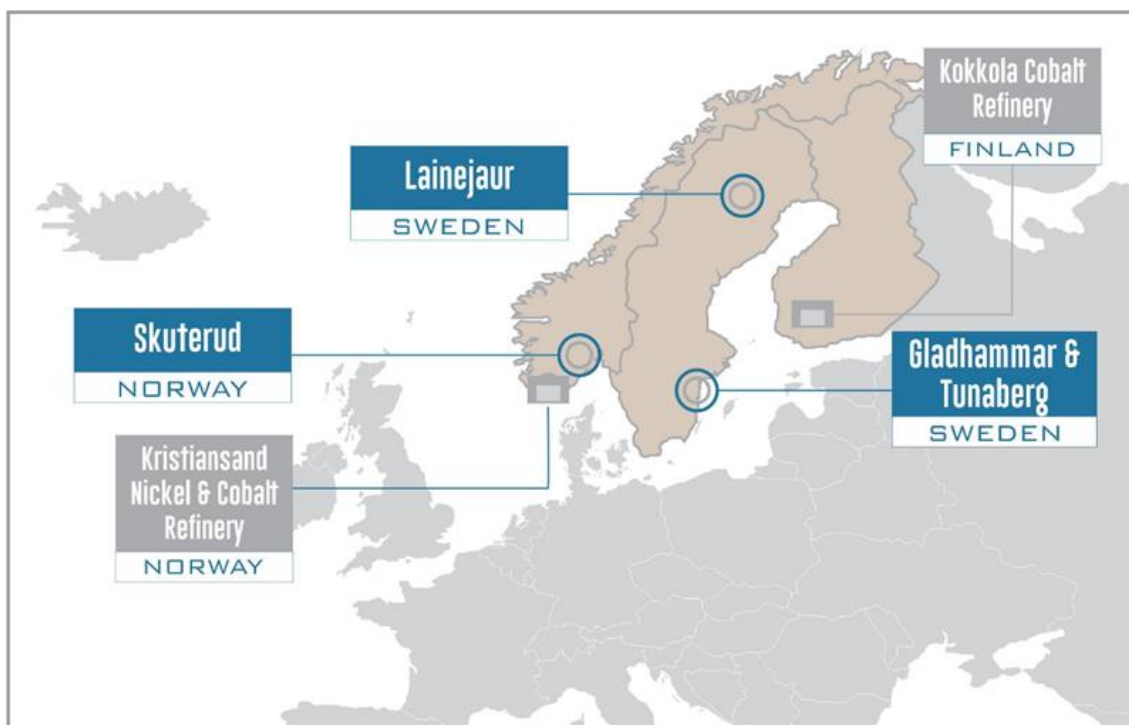 Kokkola Cobalt
Refinery
FINLAND
Lainejaur
SWEDEN
Skuterud
NORWAY
Gladhammar &
Tunaberg
SWEDEN
Kristiansand
Nickel & Cobalt
Refinery
NORWAY